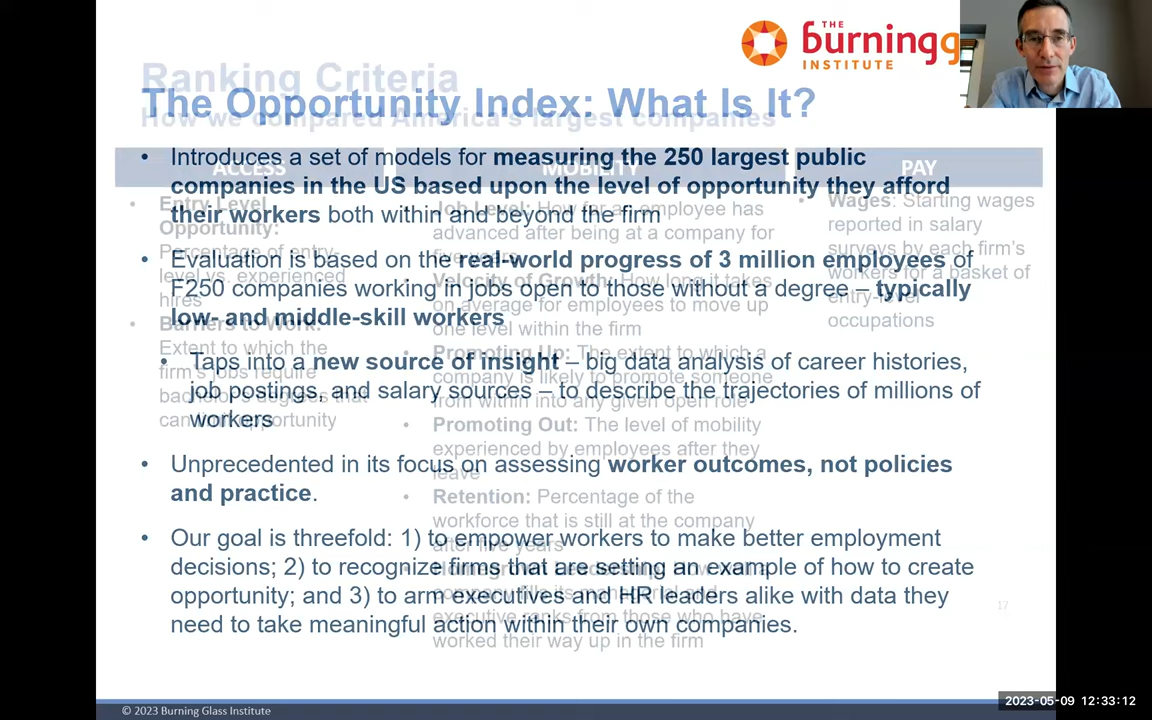 THE
burningg
INSTITUTE
Ranking Criteria
The Opportunity Index: What Is It?
How we compared America's largest companies
ACCESS
MOBILITY
PAY
• Introduces a set of models for measuring the 250 largest public
companies in the US based upon the level of opportunity they afford
their workers both within and beyond the firm
• Evaluation is based on the real-world progress of 3 million employees of
F250 companies working in jobs open to those without a degree – typically
low- and middle-skill workers
• Taps into a new source of insight – big data analysis of career histories,
job postings, and salary sources – to describe the trajectories of millions of
workers
• Unprecedented in its focus on assessing worker outcomes, not policies
and practice.
• Our goal is threefold: 1) to empower workers to make better employment
decisions; 2) to recognize firms that are setting an example of how to create
opportunity; and 3) to arm executives and HR leaders alike with data they
need to take meaningful action within their own companies.
• Entry Level
Opportunity:
Percentage of entry-
level vs. experienced
hires
• Barriers to Work:
Extent to which the
firm's jobs require
bachelor's degrees that
can limit opportunity
Job Level: How far an employee has
advanced after being at a company for
five years
Velocity of Growth: How long it takes
on average for employees to move up
one level within the firm
• Promoting Up: The extent to which a
company is likely to promote someone
from within into any given open role
• Promoting Out: The level of mobility
experienced by employees after they
leave
• Retention: Percentage of the
workforce that is still at the company
after five years
company fills its managerial and
executive ranks from those who have
worked their way up in the firm
• Wages: Starting wages
reported in salary
surveys by each firm's
workers for a basket of
entry-level
occupations
17
© 2023 Burning Glass Institute
2023-05-09 12:33:12